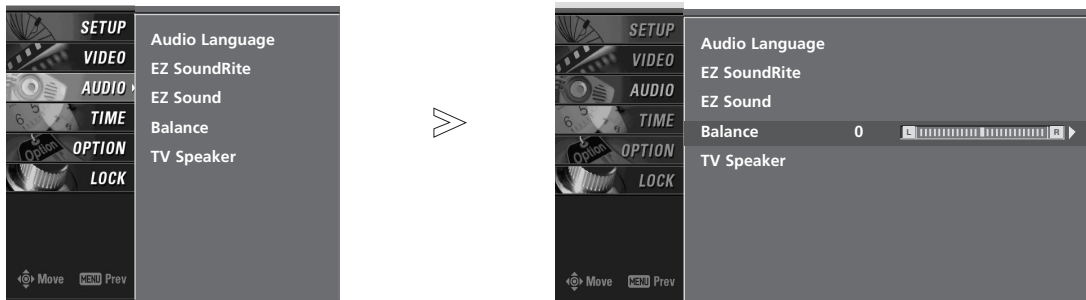 SETUP
VIDEO
AUDIO
TIME
OPTION
LOCK
Move MENU Prev
Audio Language
EZ SoundRite
EZ Sound
Balance
TV Speaker
SETUP
VIDEO
AUDIO
TIME
OPTION
LOCK
Move MENU Prev
Audio Language
EZ SoundRite
EZ Sound
Balance 0 L R
TV Speaker